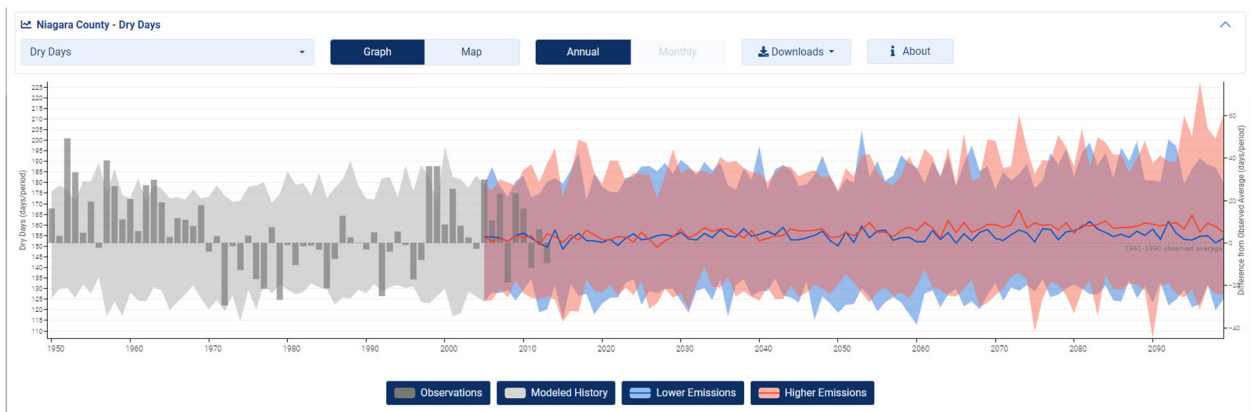 Niagara County - Dry Days
Dry Days
Graph
Map
Annual
Monthly
Downloads
i About
Dry Days (days/period)
225
215
210
205
200
195
190
185
180
175
170
165
160
155
150
145
140
135
130
125
120
115
110
1950
1960
1970
1980
1990
2000
2010
2020
2030
2040
2050
2060
2070
2080
2090
60
40
20
0
-20
-40
Difference from Observed Average (days/period)
1961-1990 observed average
Observations
Modeled History
Lower Emissions
Higher Emissions